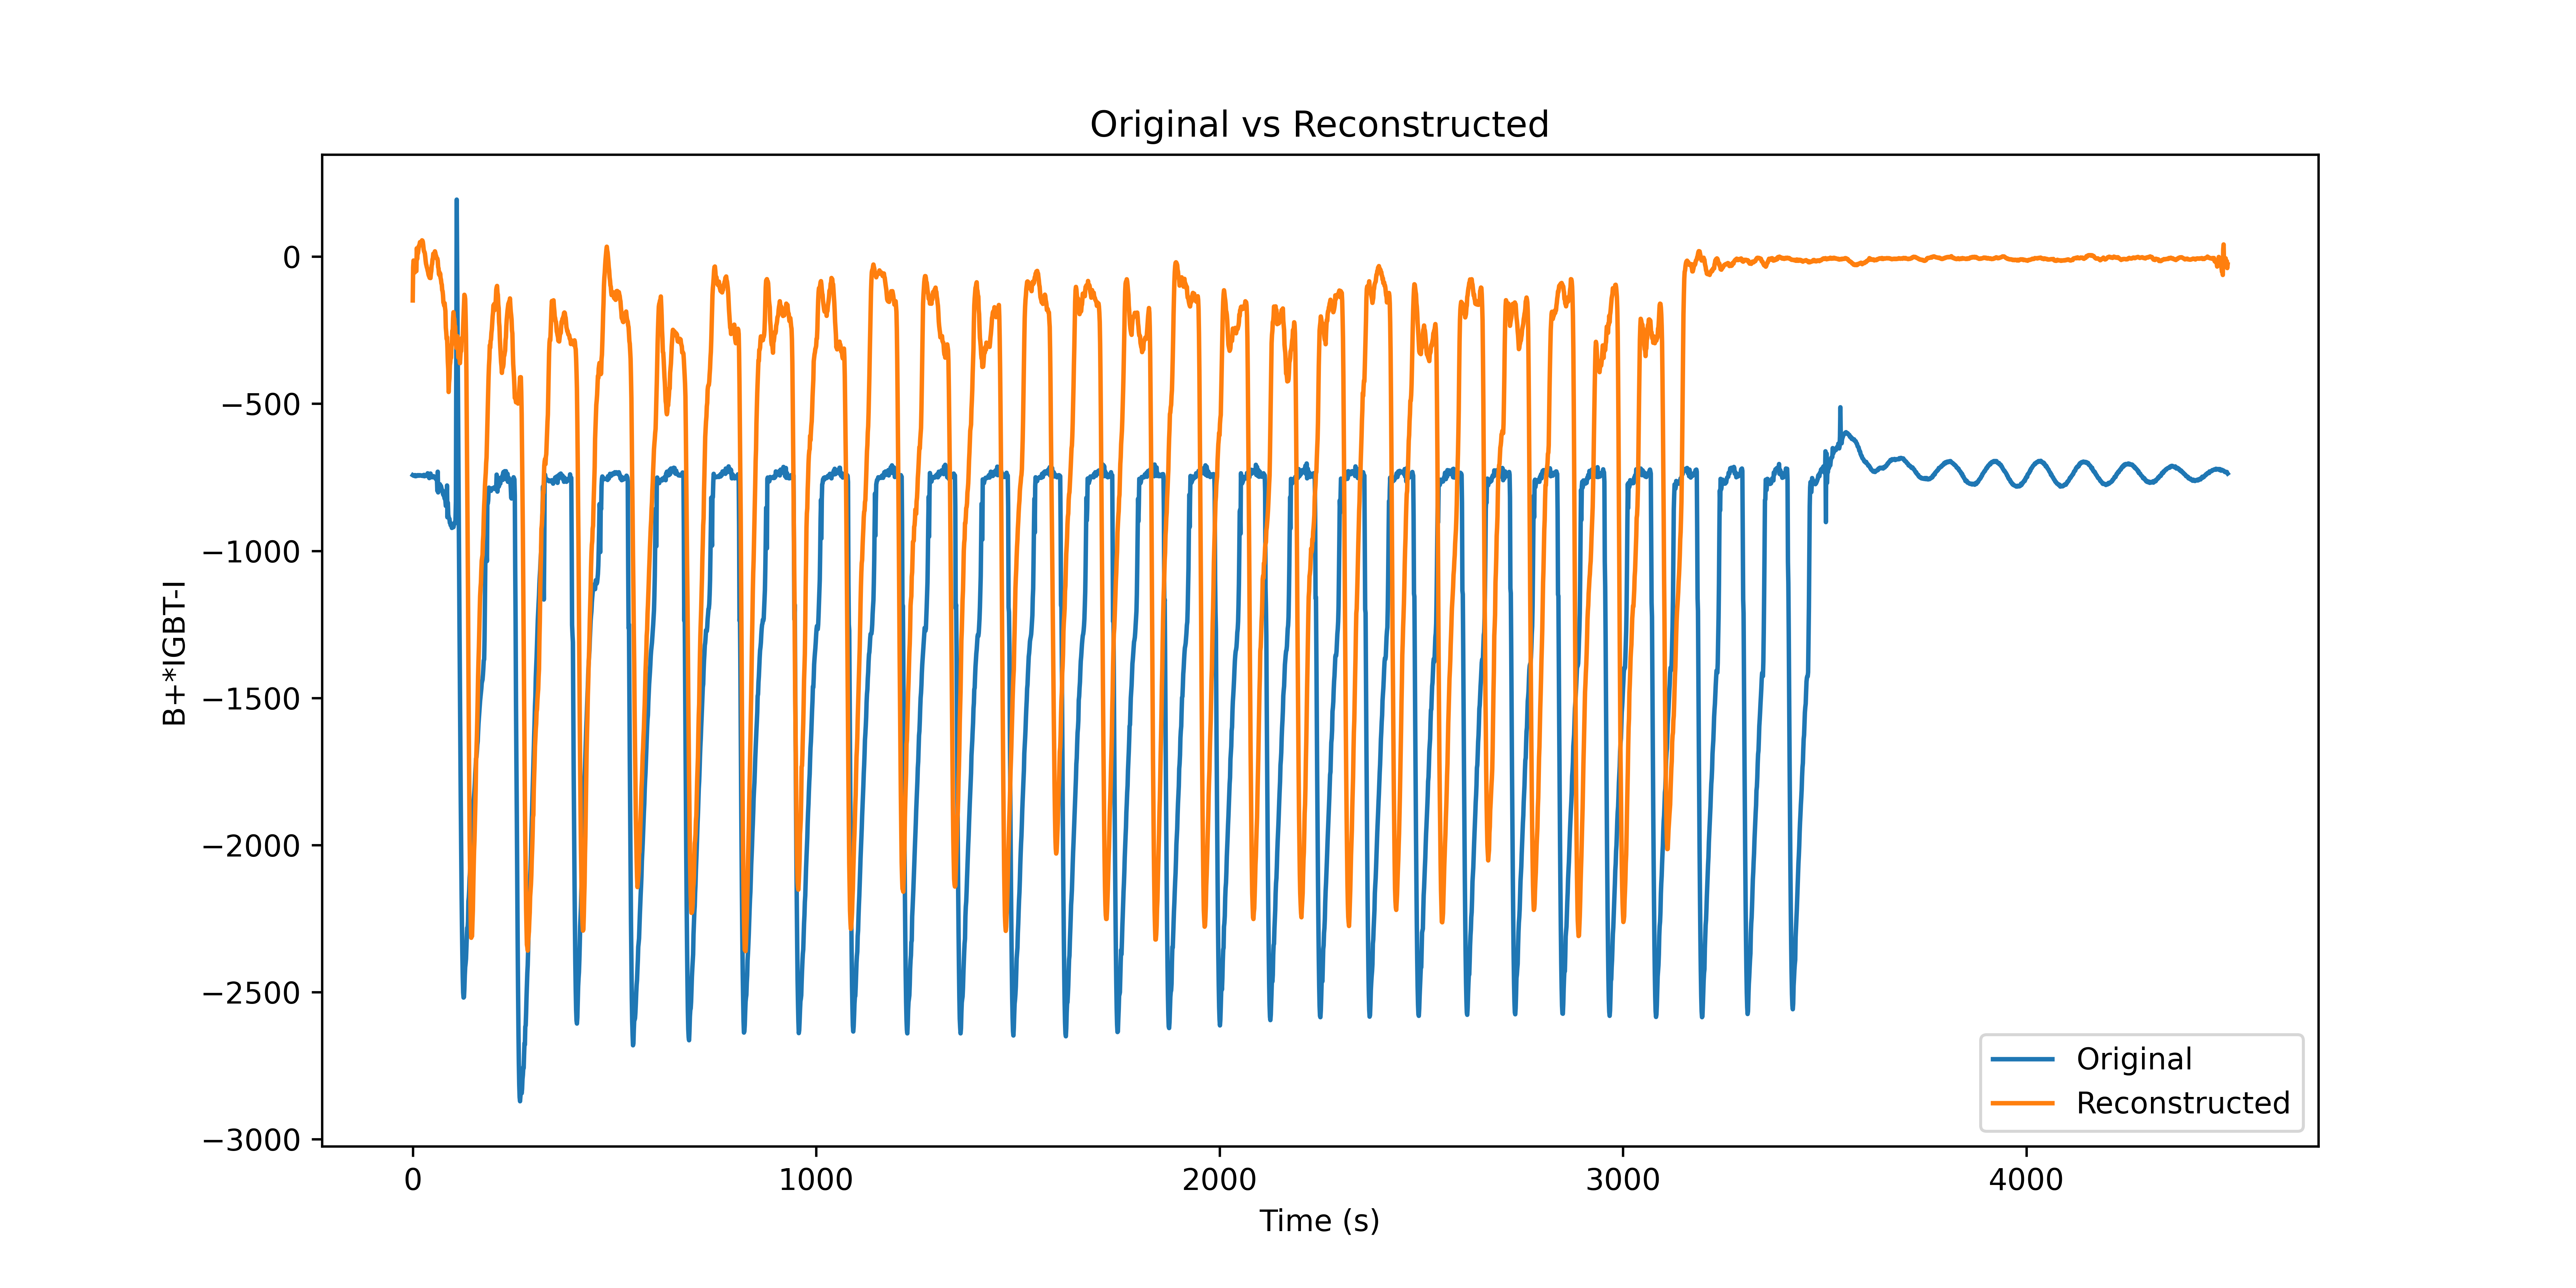 Original vs Reconstructed
B+*IGBT-I
0
−500
−1000
−1500
−2000
−2500
−3000
0 1000 2000 3000 4000
Time (s)
Original
Reconstructed